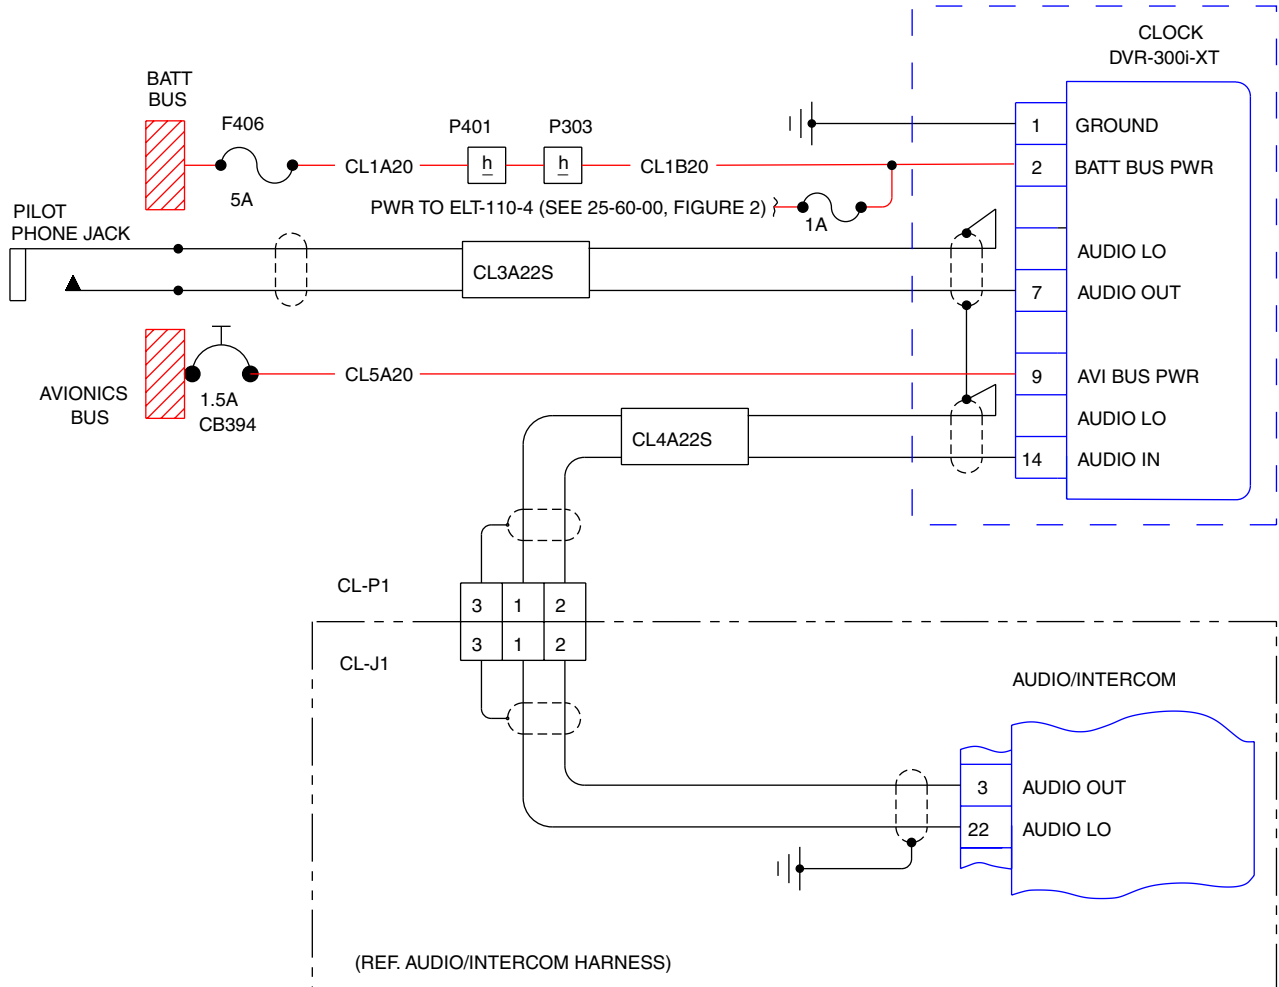 CLOCK
DVR-300i-XT
BATT
BUS
F406
P401
P303
1
GROUND
CL1A20
h
h
CL1B20
2
BATT BUS PWR
5A
PWR TO ELT-110-4 (SEE 25-60-00, FIGURE 2)
1A
PILOT
PHONE JACK
CL3A22S
AUDIO LO
7
AUDIO OUT
AVIONICS
BUS
1.5A
CB394
CL5A20
9
AVI BUS PWR
CL4A22S
AUDIO LO
14
AUDIO IN
CL-P1
3
1
2
3
1
2
CL-J1
AUDIO/INTERCOM
3
AUDIO OUT
22
AUDIO LO
(REF. AUDIO/INTERCOM HARNESS)